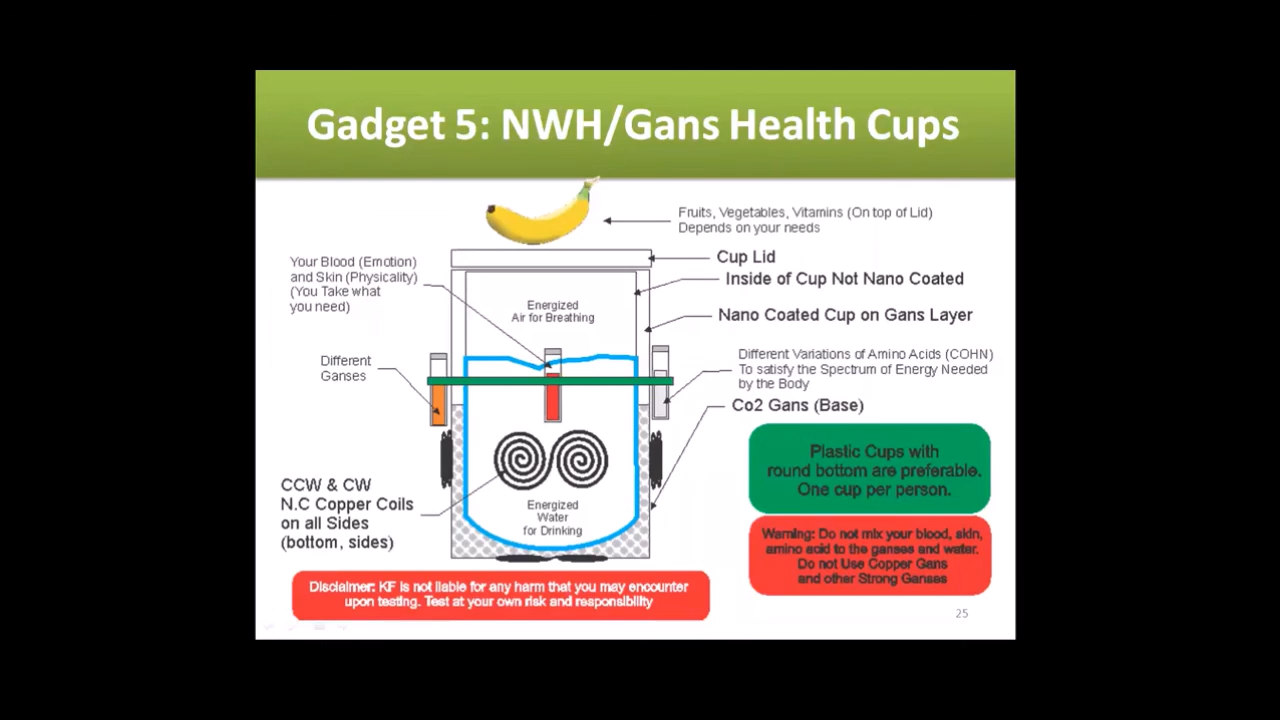 Gadget 5: NWH/Gans Health Cups
Fruits, Vegetables, Vitamins (On top of Lid)
Depends on your needs
Cup Lid
Inside of Cup Not Nano Coated
Your Blood (Emotion)
and Skin (Physicality)
(You Take what
you need)
Energized
Air for Breathing
Nano Coated Cup on Gans Layer
Different
Ganses
Different Variations of Amino Acids (COHN)
To satisfy the Spectrum of Energy Needed
by the Body
Co2 Gans (Base)
Plastic Cups with
round bottom are preferable.
One cup per person.
CCW & CW
N.C Copper Coils
on all Sides
(bottom, sides)
Energized
Water
for Drinking
Warning: Do not mix your blood, skin,
amino acid to the ganses and water.
Do not Use Copper Gans
and other Strong Ganses
Disclaimer: KF is not liable for any harm that you may encounter
upon testing. Test at your own risk and responsibility
25